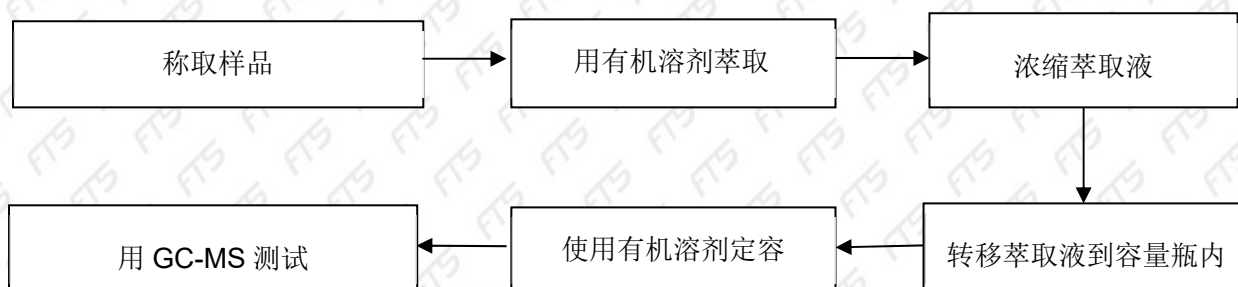 称取样品
用有机溶剂萃取
浓缩萃取液
转移萃取液到容量瓶内
使用有机溶剂定容
用 GC-MS 测试
FTS